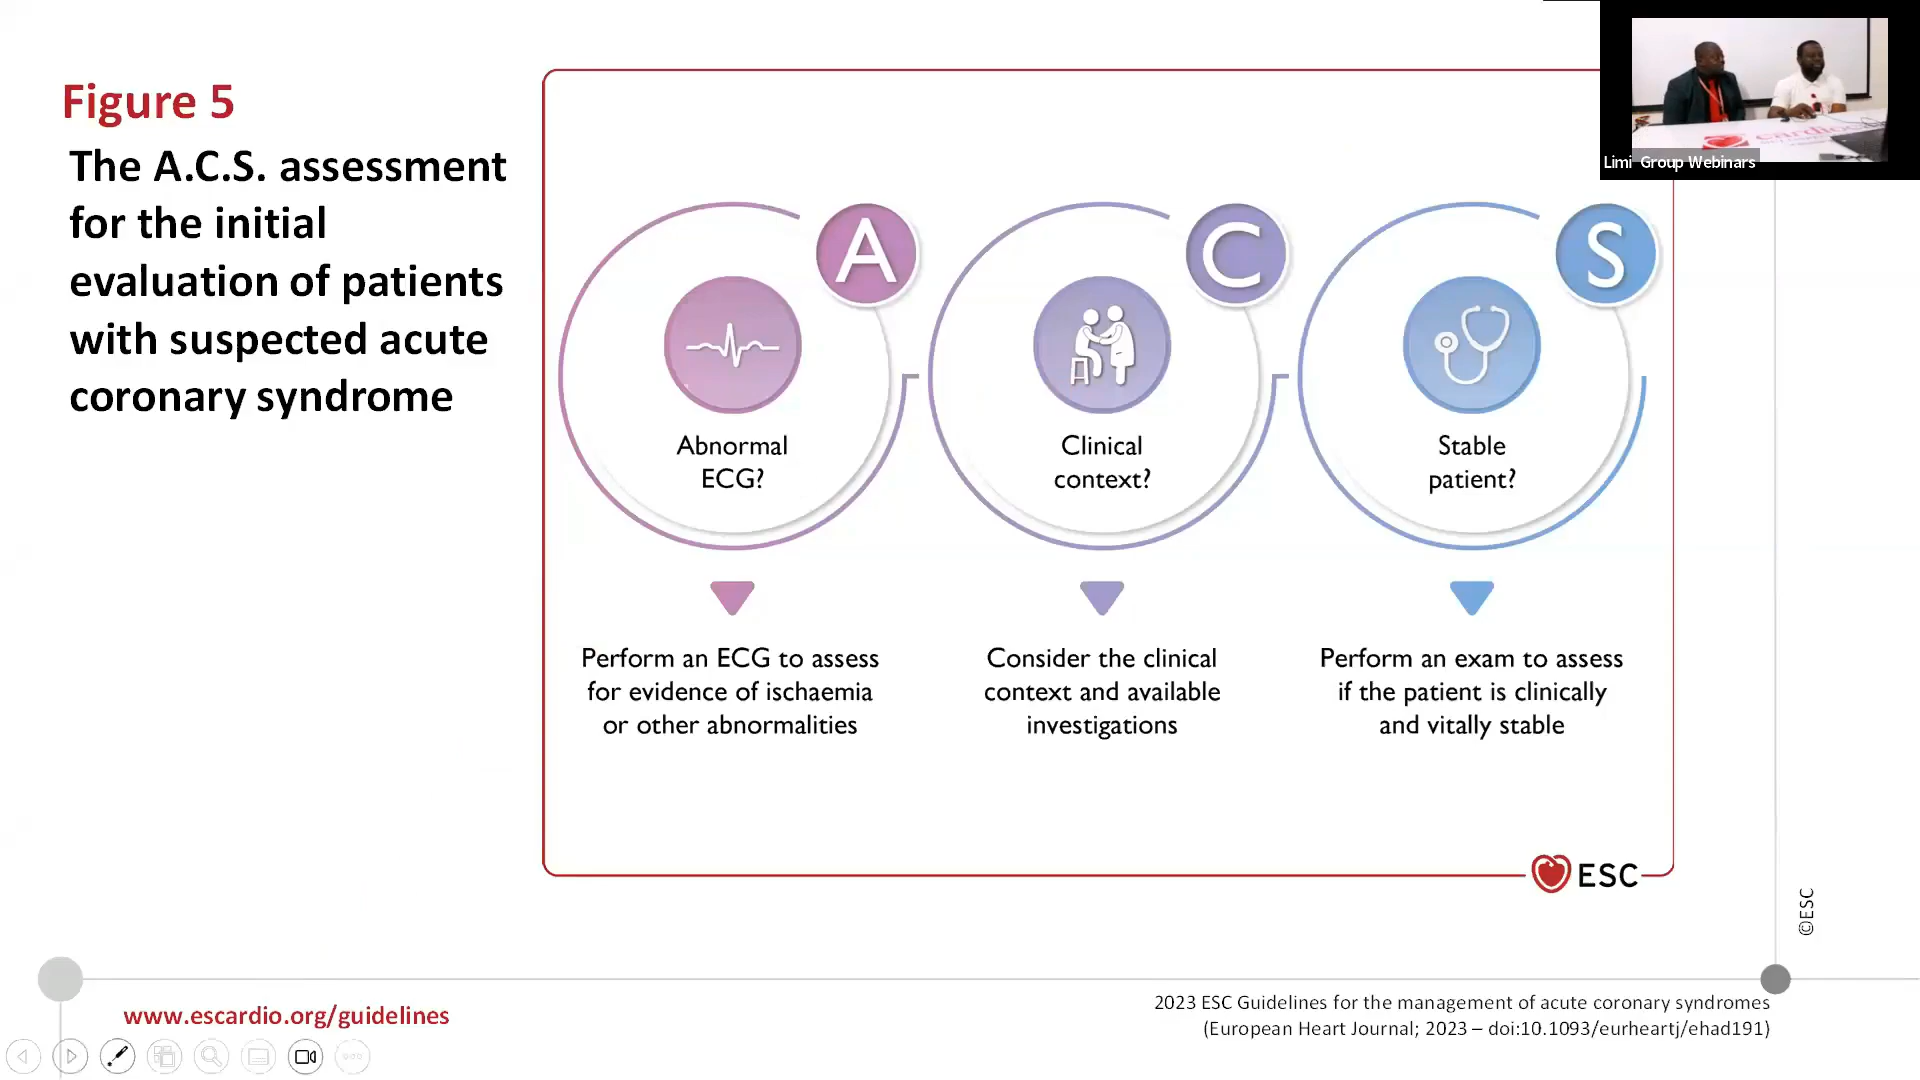 Figure 5
The A.C.S. assessment
for the initial
evaluation of patients
with suspected acute
coronary syndrome
A
Abnormal
ECG?
Perform an ECG to assess
for evidence of ischaemia
or other abnormalities
C
Clinical
context?
Consider the clinical
context and available
investigations
S
Stable
patient?
Perform an exam to assess
if the patient is clinically
and vitally stable
ESC
©ESC
Limi Group Webinars
www.escardio.org/guidelines
2023 ESC Guidelines for the management of acute coronary syndromes
(European Heart Journal; 2023 – doi:10.1093/eurheartj/ehad191)